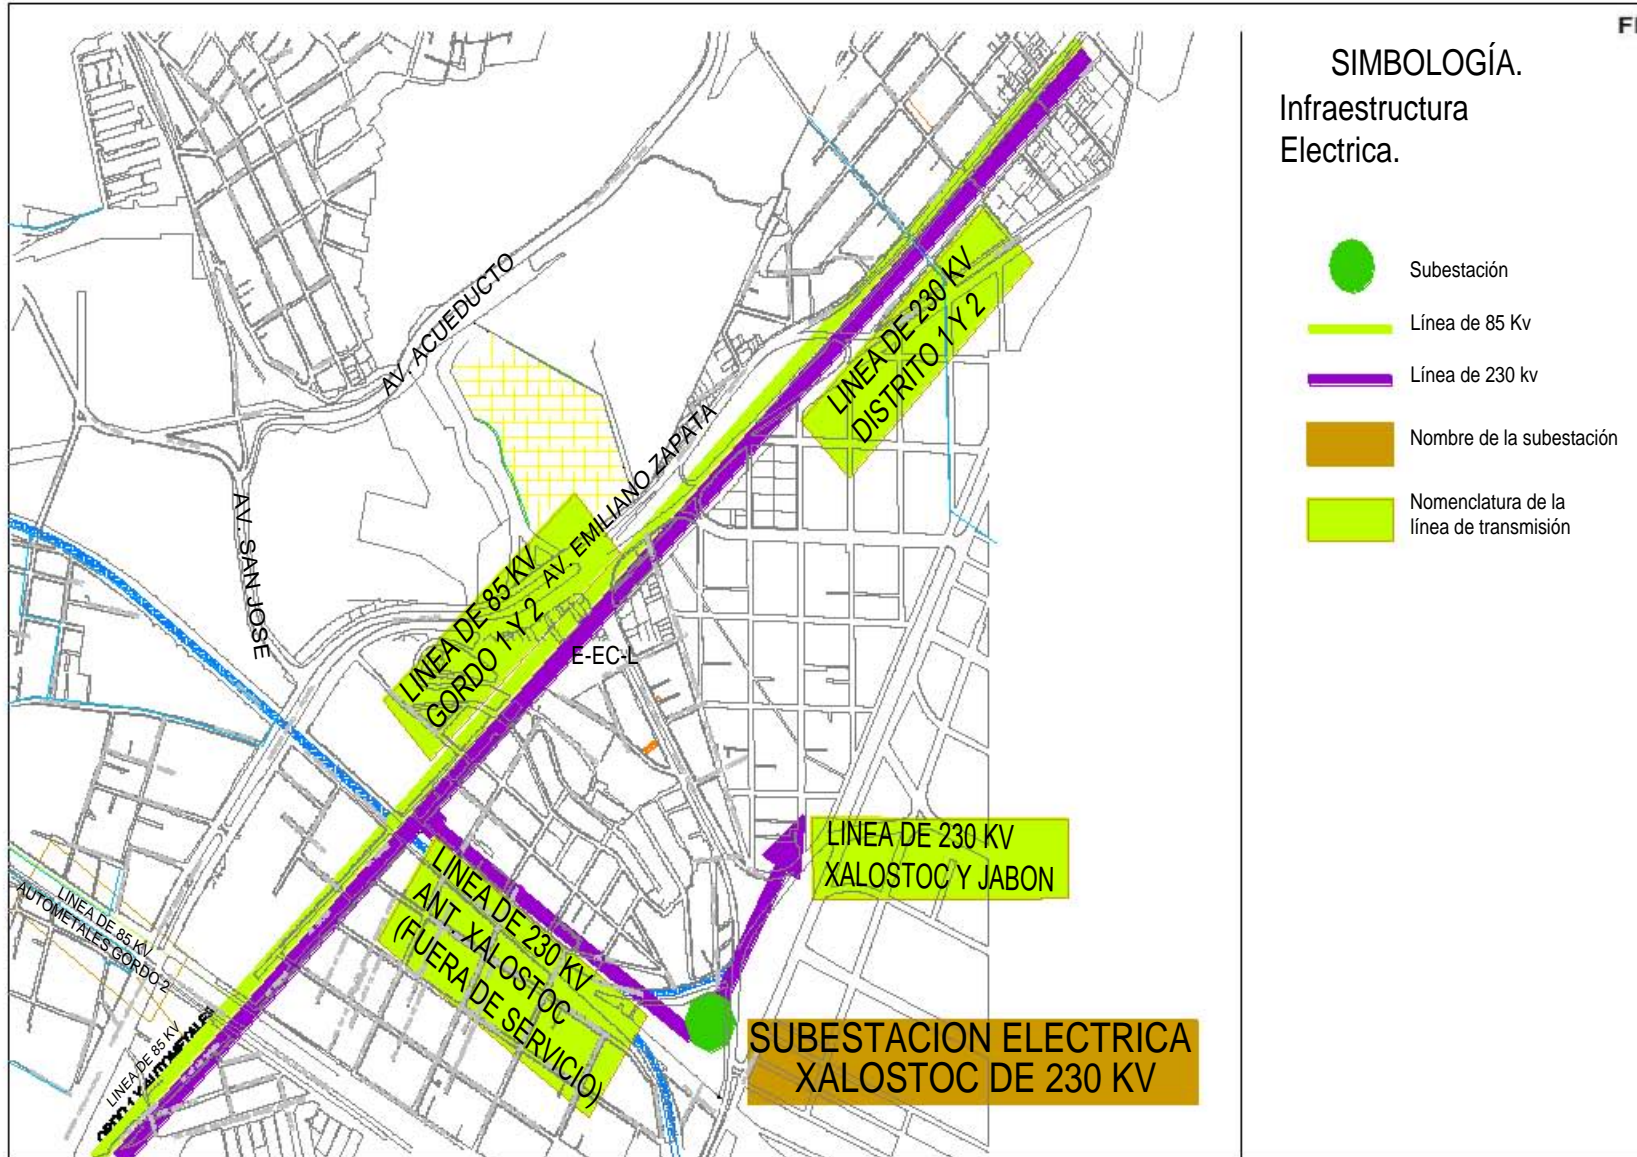 SIMBOLOGÍA.
Infraestructura
Electrica.
Subestación
Línea de 85 Kv
Línea de 230 kv
Nombre de la subestación
Nomenclatura de la
línea de transmisión
AV. ACUEDUCTO
LINEA DE 230 KV
DISTRITO 1 Y 2
AV. EMILIANO ZAPATA
AV. SAN JOSE
LINEA DE 85 KV
GORDO 1 Y 2
E-EC-L
LINEA DE 230 KV
XALOSTOC Y JABON
LINEA DE 230 KV
ANT. XALOSTOC
(FUERA DE SERVICIO)
LINEA DE 85 KV
AUTOMETALES GORDO 2
LINEA DE 85 KV
SUBESTACION ELECTRICA
XALOSTOC DE 230 KV